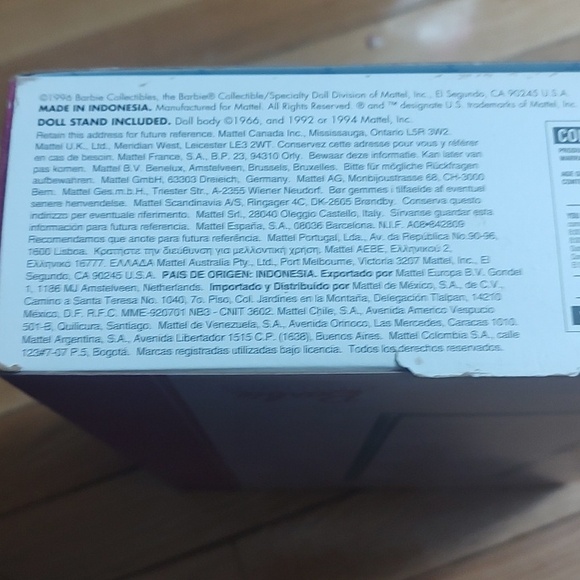 ©1996 Barbie Collectibles, the Barbie® Collectible/Specialty Doll Division of Mattel, Inc., El Segundo, CA 90245 U.S.A.
MADE IN INDONESIA. Manufactured for Mattel. All Rights Reserved. ® and ™ designate U.S. trademarks of Mattel, Inc.
DOLL STAND INCLUDED. Doll body ©1966, and 1992 or 1994 Mattel, Inc.
Retain this address for future reference. Mattel Canada Inc., Mississauga, Ontario L5R 3W2.
Mattel U.K., Ltd., Meridian West, Leicester LE3 2WT. Conservez cette adresse pour vous y référer
en cas de besoin. Mattel France, S.A., B.P. 23, 94310 Orly. Bewaar deze informatie. Kan later van
pas komen. Mattel B.V. Benelux, Amstelveen, Brussels, Bruxelles. Bitte für mögliche Rückfragen
aufbewahren. Mattel GmbH, 63303 Dreieich, Germany. Mattel AG, Monbijoustrasse 68, CH-3000
Bern. Mattel Ges.m.b.H., Triester Str., A-2355 Wiener Neudorf. Bør gemmes i tilfælde af eventuel
senere henvendelse. Mattel Scandinavia A/S, Ringager 4C, DK-2605 Brøndby. Conserva questo
indirizzo per eventuale riferimento. Mattel Srl., 28040 Oleggio Castello, Italy. Sírvanse guardar esta
información para futura referencia. Mattel España, S.A., 08036 Barcelona. N.I.F. A08-842809
Recomendamos que anote para futura referência. Mattel Portugal, Lda., Av. da República No.90-96,
1600 Lisboa. Κρατήστε την διεύθυνση για μελλοντική χρήση. Mattel AEBE, Ελληνικού 2,
Ελληνικο 16777, ΕΛΛΑΔΑ Mattel Australia Pty., Ltd., Port Melbourne, Victoria 3207 Mattel, Inc., El
Segundo, CA 90245 U.S.A. PAIS DE ORIGEN: INDONESIA. Exportado por Mattel Europa B.V. Gondel
1, 1186 MJ Amstelveen, Netherlands. Importado y Distribuido por Mattel de México, S.A., de C.V.,
Camino a Santa Teresa No. 1040, 7o. Piso, Col. Jardines en la Montaña, Delegación Tlalpan, 14210
México, D.F. R.F.C. MME-920701 NB3 - CNIT 3602. Mattel Chile, S.A., Avenida Americo Vespucio
501-B, Quilicura, Santiago. Mattel de Venezuela, S.A., Avenida Orinoco, Las Mercedes, Caracas 1010.
Mattel Argentina, S.A., Avenida Libertador 1515 C.P. (1638), Buenos Aires. Mattel Colombia S.A., calle
123#7-07 P.5, Bogotá. Marcas registradas utilizadas bajo licencia. Todos los derechos reservados.